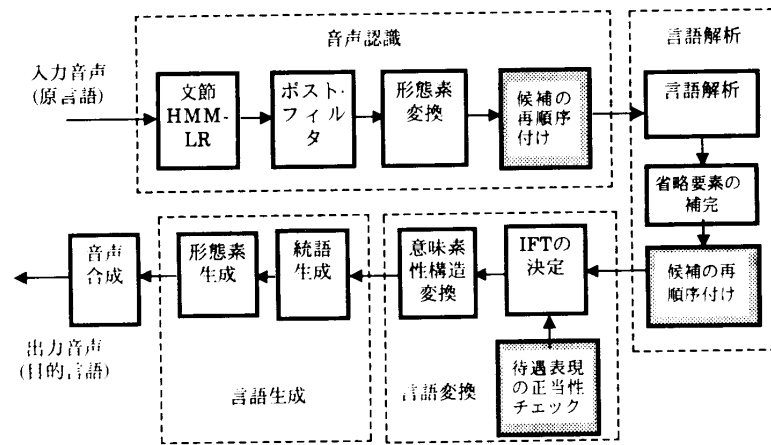 音声認識
言語解析
入力音声
(原言語)
文節
HMM-
LR
ポスト・
フィル
タ
形態素
変換
候補の
再順序
付け
言語解析
省略要素の
補完
候補の再
順序付け
IFTの
決定
意味素
性構造
変換
統語
生成
形態素
生成
音声
合成
出力音声
(目的言語)
待遇表現
の正当性
チェック
言語生成
言語変換